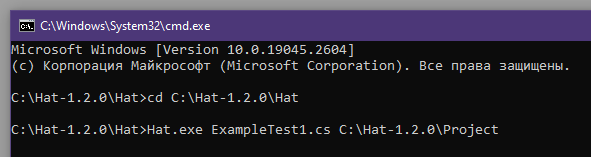 C:\Windows\System32\cmd.exe
Microsoft Windows [Version 10.0.19045.2604]
(c) Корпорация Майкрософт (Microsoft Corporation). Все права защищены.
C:\Hat-1.2.0\Hat>cd C:\Hat-1.2.0\Hat
C:\Hat-1.2.0\Hat>Hat.exe ExampleTest1.cs C:\Hat-1.2.0\Project